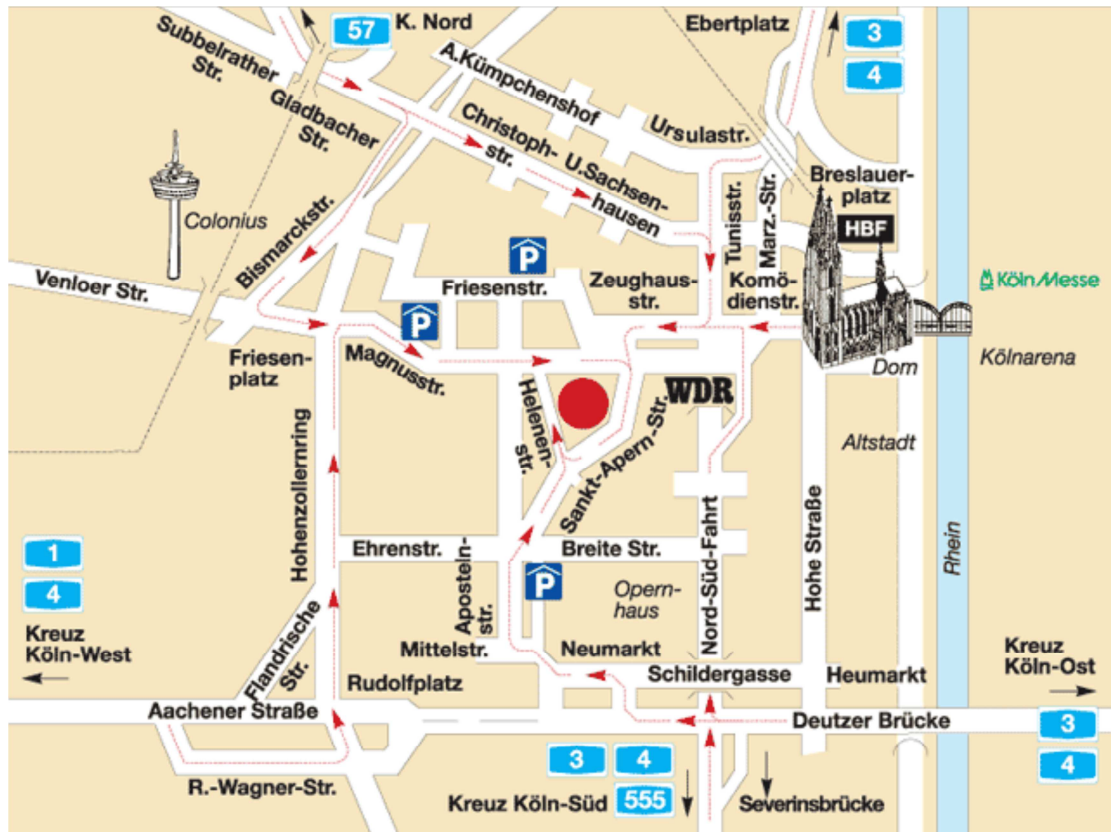 57
K. Nord
Ebertplatz
3
4
Subbelrather
Str.
A.Kümpchenshof
Gladbacher
Str.
Christoph-
str.
U.Sachsen-
hausen
Ursulastr.
Tunisstr.
Marz.-Str.
Breslauer-
platz
HBF
Colonius
Bismarckstr.
P
Venloer Str.
Friesenstr.
Zeughaus-
str.
Komö-
dienstr.
KölnMesse
P
Friesen-
platz
Magnusstr.
Dom
Kölnarena
WDR
Helenen-
str.
Sankt-Apern-Str.
Altstadt
Hohenzollernring
Nord-Süd-Fahrt
Hohe Straße
Rhein
1
4
Kreuz
Köln-West
Ehrenstr.
Breite Str.
Aposteln-
str.
P
Opern-
haus
Flandrische
Str.
Mittelstr.
Neumarkt
Schildergasse
Heumarkt
Kreuz
Köln-Ost
Rudolfplatz
Aachener Straße
Deutzer Brücke
3
4
R.-Wagner-Str.
3
4
Kreuz Köln-Süd
555
Severinsbrücke